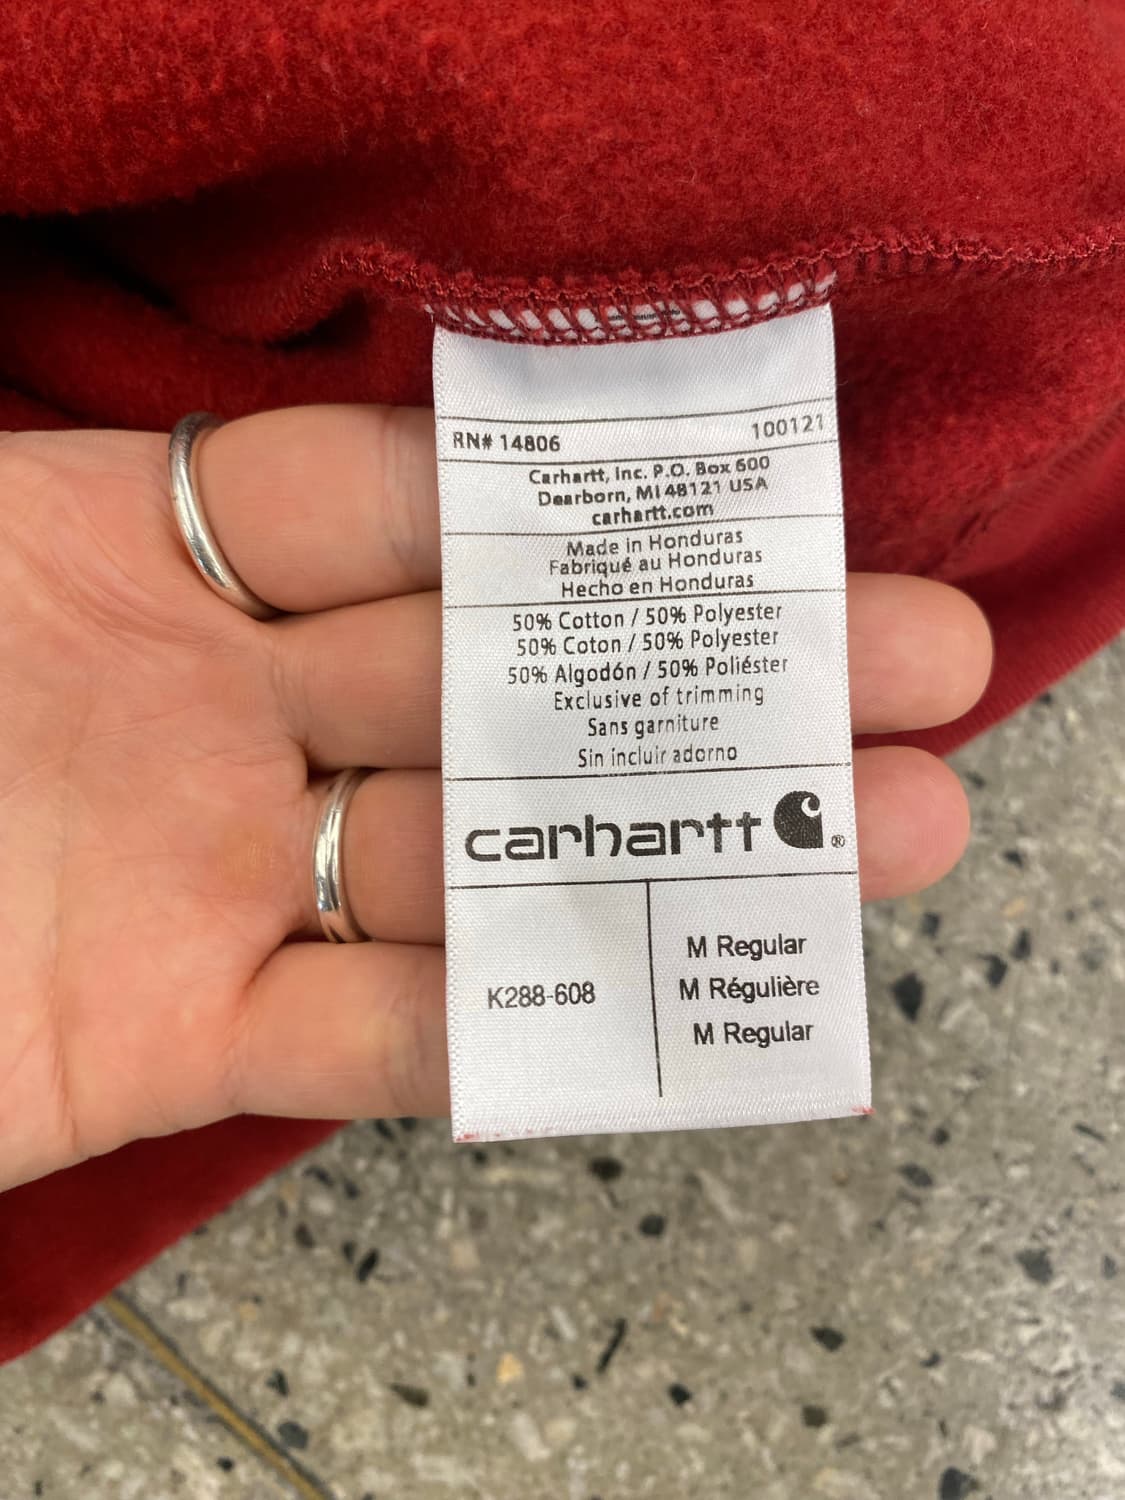 RN# 14806 100121
Carhartt, Inc. P.O. Box 600
Dearborn, MI 48121 USA
carhartt.com
Made in Honduras
Fabriqué au Honduras
Hecho en Honduras
50% Cotton / 50% Polyester
50% Coton / 50% Polyester
50% Algodón / 50% Poliéster
Exclusive of trimming
Sans garniture
Sin incluir adorno
carhartt ®
K288-608
M Regular
M Régulière
M Regular